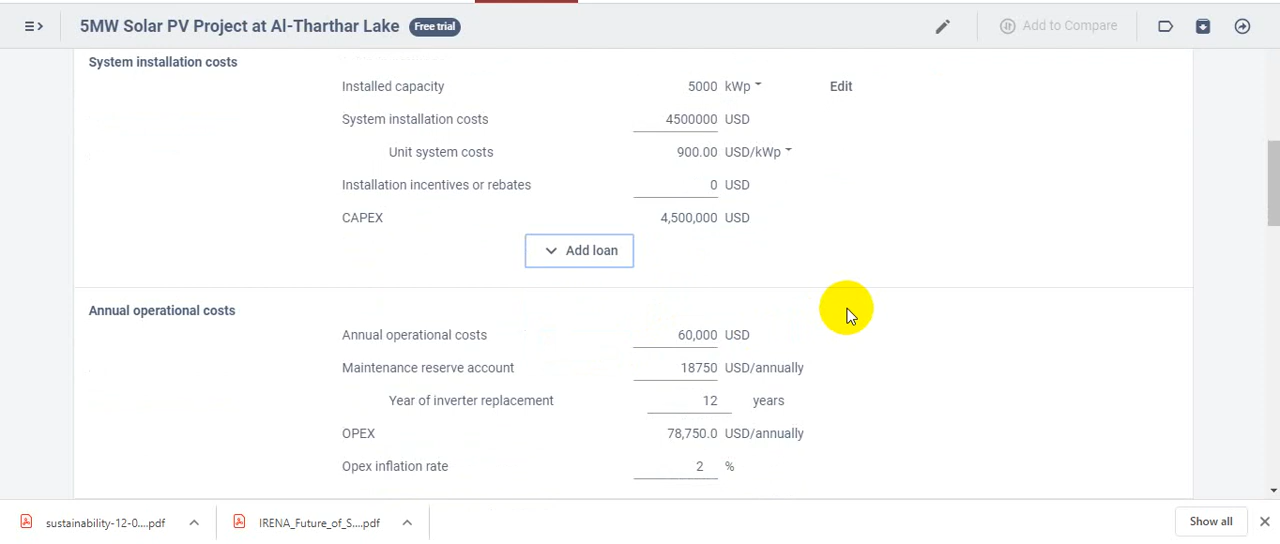 5MW Solar PV Project at Al-Tharthar Lake Free trial Add to Compare
System installation costs
Installed capacity 5000 kWp Edit
System installation costs 4500000 USD
Unit system costs 900.00 USD/kWp
Installation incentives or rebates 0 USD
CAPEX 4,500,000 USD
Add loan
Annual operational costs
Annual operational costs 60,000 USD
Maintenance reserve account 18750 USD/annually
Year of inverter replacement 12 years
OPEX 78,750.0 USD/annually
Opex inflation rate 2 %
sustainability-12-0....pdf IRENA_Future_of_S....pdf Show all